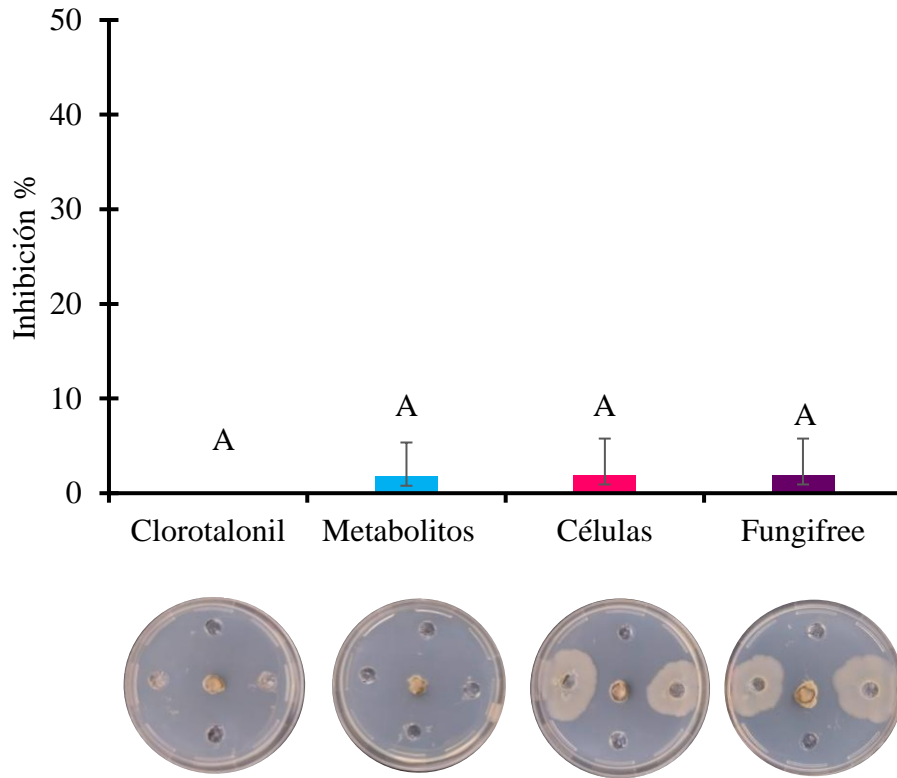 Inhibición %
50
40
30
20
10
0
A
A
A
A
Clorotalonil
Metabolitos
Células
Fungifree